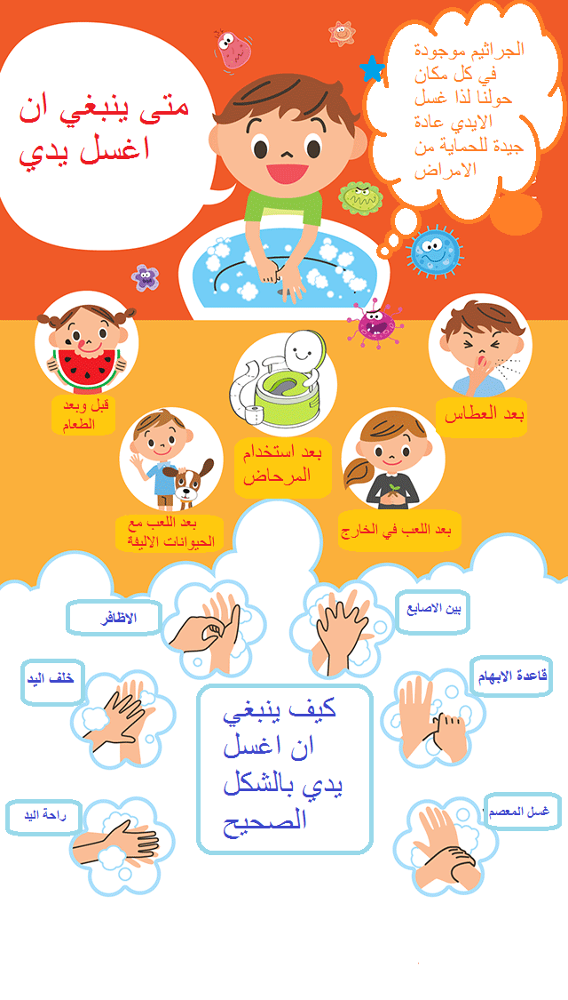 متى ينبغي ان
اغسل يدي
الجراثيم موجودة
في كل مكان
حولنا لذا غسل
الايدي عادة
جيدة للحماية من
الامراض
قبل وبعد
الطعام
بعد العطاس
بعد استخدام
المرحاض
بعد اللعب مع
الحيوانات الاليفة
بعد اللعب في الخارج
بين الاصابع
الاظافر
قاعدة الابهام
خلف اليد
كيف ينبغي
ان اغسل
يدي بالشكل
الصحيح
غسل المعصم
راحة اليد